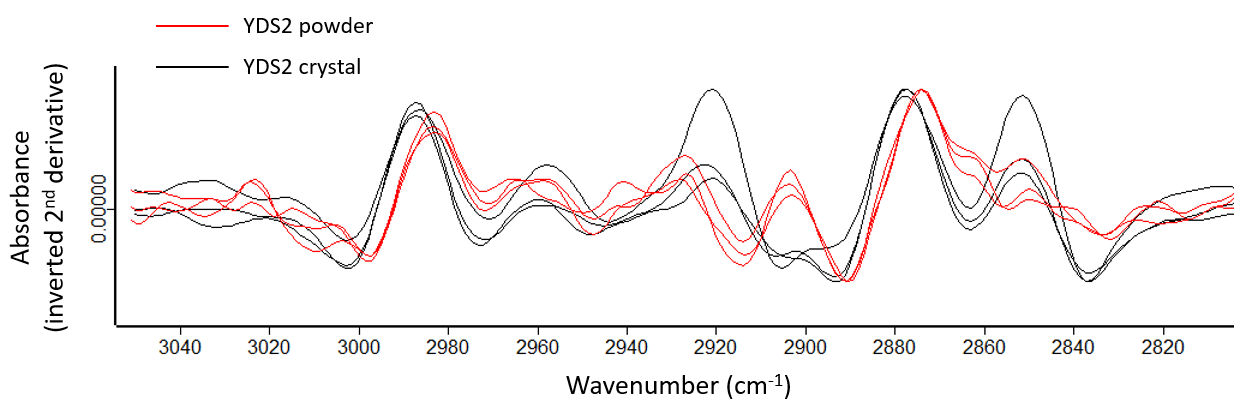 YDS2 powder
YDS2 crystal
Absorbance
(inverted 2nd derivative)
0.00000
3040 3020 3000 2980 2960 2940 2920 2900 2880 2860 2840 2820
Wavenumber (cm-1)